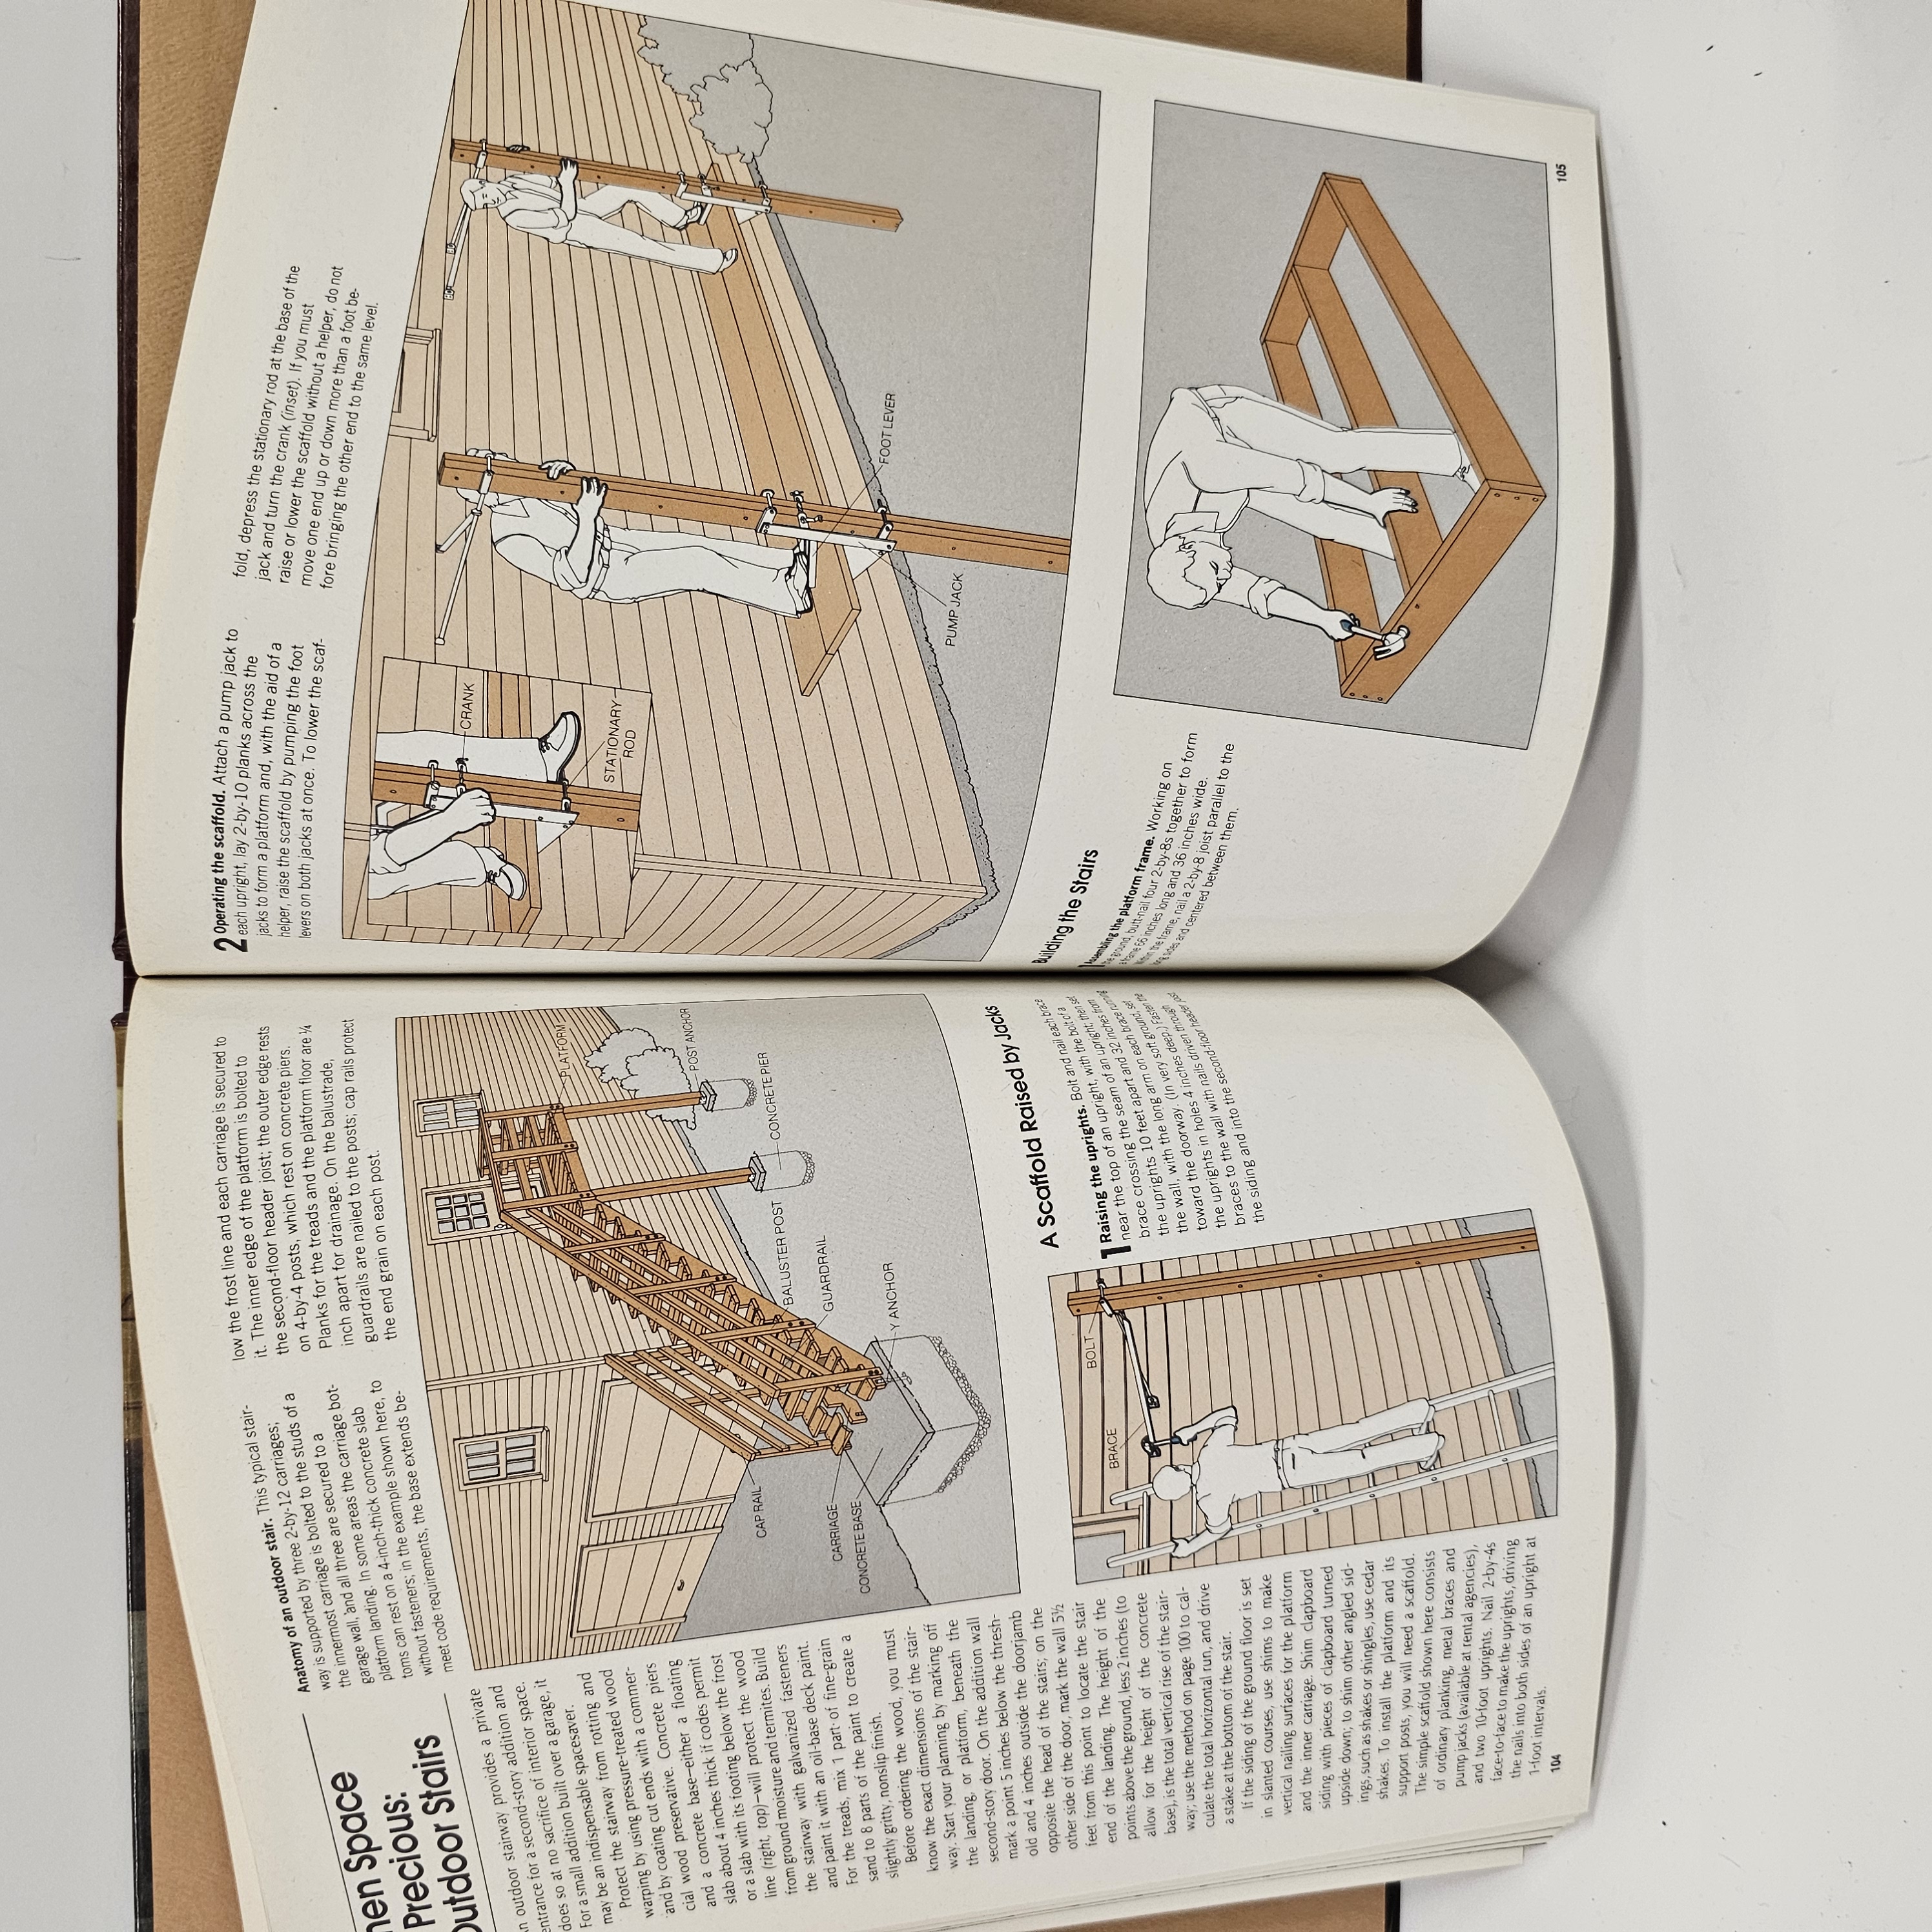 hen Space
Precious:
Outdoor Stairs
An outdoor stairway provides a private
entrance for a second-story addition and
does so at no sacrifice of interior space.
For a small addition built over a garage, it
may be an indispensable spacesaver.
Protect the stairway from rotting and
warping by using pressure-treated wood
and by coating cut ends with a commer-
cial wood preservative. Concrete piers
and a concrete base—either a floating
slab about 4 inches thick if codes permit
or a slab with its footing below the frost
line (right, top)—will protect the wood
from ground moisture and termites. Build
the stairway with galvanized fasteners
and paint it with an oil-base deck paint.
For the treads, mix 1 part of fine-grain
sand to 8 parts of the paint to create a
slightly gritty, nonslip finish.
Before ordering the wood, you must
know the exact dimensions of the stair-
way. Start your planning by marking off
the landing, or platform, beneath the
second-story door. On the addition wall
mark a point 5 inches below the thresh-
old and 4 inches outside the doorjamb
opposite the head of the stairs; on the
other side of the door, mark the wall 5½
feet from this point to locate the stair
end of the landing. The height of the
points above the ground, less 2 inches (to
allow for the height of the concrete
base), is the total vertical rise of the stair-
way; use the method on page 100 to cal-
culate the total horizontal run, and drive
a stake at the bottom of the stair.
If the siding of the ground floor is set
in slanted courses, use shims to make
vertical nailing surfaces for the platform
and the inner carriage. Shim clapboard
siding with pieces of clapboard turned
upside down; to shim other angled sid-
ings, such as shakes or shingles, use cedar
shakes. To install the platform and its
support posts, you will need a scaffold.
The simple scaffold shown here consists
of ordinary planking, metal braces and
pump jacks (available at rental agencies),
and two 10-foot uprights. Nail 2-by-4s
face-to-face to make the uprights, driving
the nails into both sides of an upright at
1-foot intervals.
104
Anatomy of an outdoor stair. This typical stair-
way is supported by three 2-by-12 carriages;
the innermost carriage is bolted to the studs of a
garage wall, and all three are secured to a
platform landing. In some areas the carriage bot-
toms can rest on a 4-inch-thick concrete slab
without fasteners; in the example shown here, to
meet code requirements, the base extends be-
low the frost line and each carriage is secured to
it. The inner edge of the platform is bolted to
the second-floor header joist; the outer edge rests
on 4-by-4 posts, which rest on concrete piers.
Planks for the treads and the platform floor are ¼
inch apart for drainage. On the balustrade,
guardrails are nailed to the posts; cap rails protect
the end grain on each post.
PLATFORM
POST ANCHOR
CAP RAIL
BALUSTER POST
CONCRETE PIER
GUARDRAIL
CARRIAGE
CONCRETE BASE
Y ANCHOR
A Scaffold Raised by Jacks
BOLT
BRACE
1 Raising the uprights. Bolt and nail each brace
near the top of an upright, with the bolt of a
brace crossing the seam of an upright; then set
the uprights 10 feet apart and 32 inches from
the wall, with the long arm on each brace running
toward the doorway. (In very soft ground, set
the uprights in holes 4 inches deep.) Fasten the
braces to the wall with nails driven through
the siding and into the second-floor header joist.
2 Operating the scaffold. Attach a pump jack to
each upright, lay 2-by-10 planks across the
jacks to form a platform and, with the aid of a
helper, raise the scaffold by pumping the foot
levers on both jacks at once. To lower the scaf-
fold, depress the stationary rod at the base of the
jack and turn the crank (inset). If you must
raise or lower the scaffold without a helper, do not
move one end up or down more than a foot be-
fore bringing the other end to the same level.
CRANK
STATIONARY
ROD
FOOT LEVER
PUMP JACK
Building the Stairs
1 Assembling the platform frame. Working on
the ground, butt-nail four 2-by-8s together to form
a frame 66 inches long and 36 inches wide.
Within the frame, nail a 2-by-8 joist parallel to the
long sides and centered between them.
105